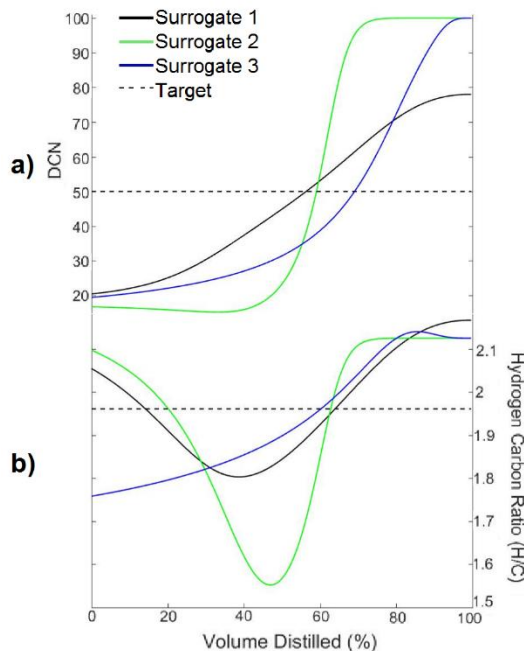 a)
DCN
100
90
80
70
60
50
40
30
20
Surrogate 1
Surrogate 2
Surrogate 3
Target
b)
2.1
2
1.9
1.8
1.7
1.6
1.5
Hydrogen Carbon Ratio (H/C)
0
20
40
60
80
100
Volume Distilled (%)